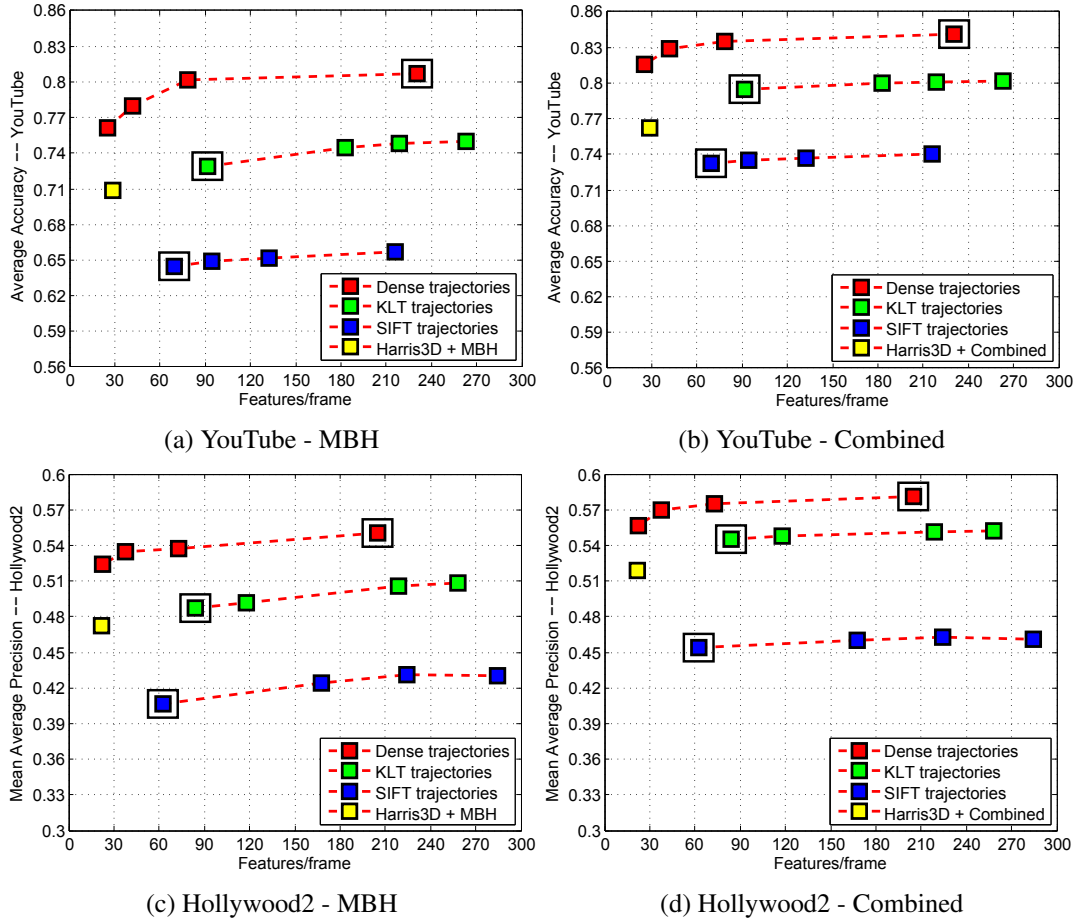 0.86
0.83
0.8
0.77
0.74
0.71
0.68
0.65
0.62
0.59
0.56
Average Accuracy −− YouTube
0 30 60 90 120 150 180 210 240 270 300
Features/frame
Dense trajectories
KLT trajectories
SIFT trajectories
Harris3D + MBH
(a) YouTube - MBH
0.86
0.83
0.8
0.77
0.74
0.71
0.68
0.65
0.62
0.59
0.56
Average Accuracy −− YouTube
0 30 60 90 120 150 180 210 240 270 300
Features/frame
Dense trajectories
KLT trajectories
SIFT trajectories
Harris3D + Combined
(b) YouTube - Combined
0.6
0.57
0.54
0.51
0.48
0.45
0.42
0.39
0.36
0.33
0.3
Mean Average Precision −− Hollywood2
0 30 60 90 120 150 180 210 240 270 300
Features/frame
Dense trajectories
KLT trajectories
SIFT trajectories
Harris3D + MBH
(c) Hollywood2 - MBH
0.6
0.57
0.54
0.51
0.48
0.45
0.42
0.39
0.36
0.33
0.3
Mean Average Precision −− Hollywood2
0 30 60 90 120 150 180 210 240 270 300
Features/frame
Dense trajectories
KLT trajectories
SIFT trajectories
Harris3D + Combined
(d) Hollywood2 - Combined